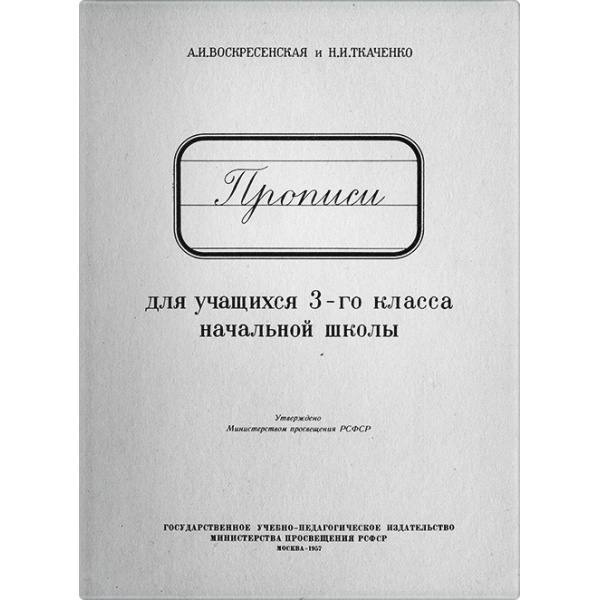 А.И.ВОСКРЕСЕНСКАЯ и Н.И.ТКАЧЕНКО
Прописи
для учащихся 3-го класса
начальной школы
Утверждено
Министерством просвещения РСФСР
ГОСУДАРСТВЕННОЕ УЧЕБНО-ПЕДАГОГИЧЕСКОЕ ИЗДАТЕЛЬСТВО
МИНИСТЕРСТВА ПРОСВЕЩЕНИЯ РСФСР
МОСКВА-1957